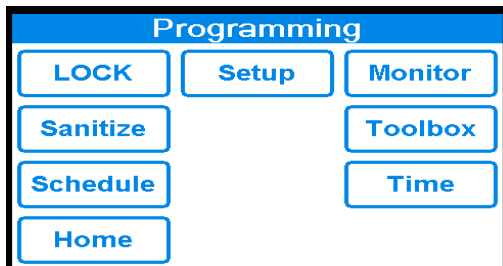 Programming
LOCK
Setup
Monitor
Sanitize
Toolbox
Schedule
Time
Home